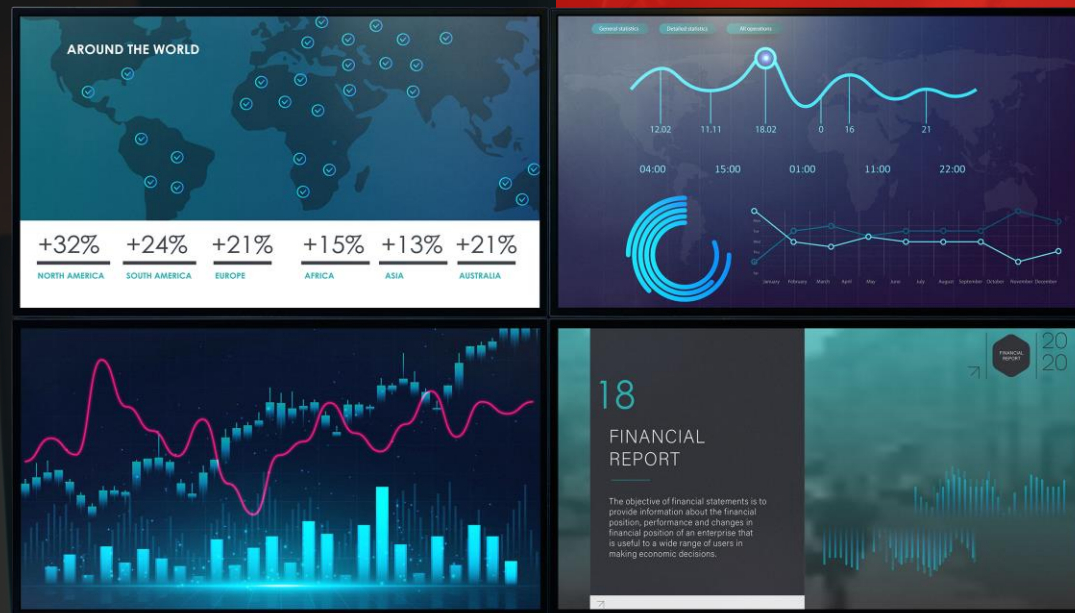 AROUND THE WORLD
+32% +24% +21% +15% +13% +21%
NORTH AMERICA SOUTH AMERICA EUROPE AFRICA ASIA AUSTRALIA
General statistics Detailed statistics All operations
12.02 11.11 18.02 0 16 21
04:00 15:00 01:00 11:00 22:00
January February March April May June July August September October November December
18
FINANCIAL
REPORT
The objective of financial statements is to
provide information about the financial
position, performance and changes in
financial position of an enterprise that
is useful to a wide range of users in
making economic decisions.
FINANCIAL
REPORT
20
20